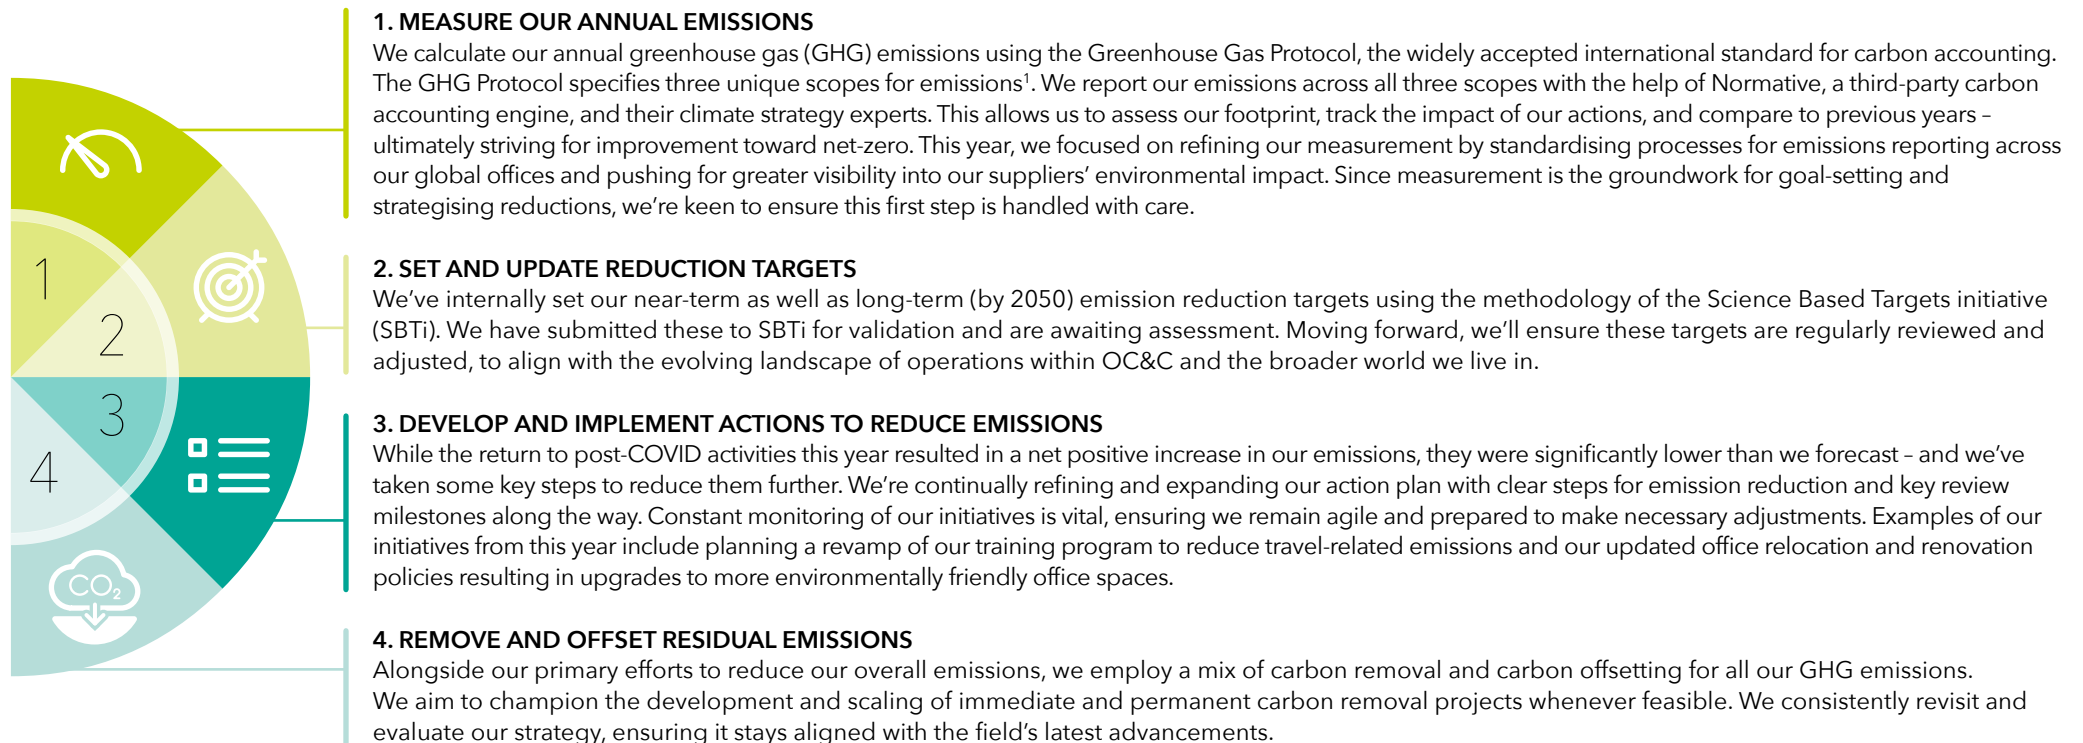 1. MEASURE OUR ANNUAL EMISSIONS
We calculate our annual greenhouse gas (GHG) emissions using the Greenhouse Gas Protocol, the widely accepted international standard for carbon accounting.
The GHG Protocol specifies three unique scopes for emissions¹. We report our emissions across all three scopes with the help of Normative, a third-party carbon
accounting engine, and their climate strategy experts. This allows us to assess our footprint, track the impact of our actions, and compare to previous years –
ultimately striving for improvement toward net-zero. This year, we focused on refining our measurement by standardising processes for emissions reporting across
our global offices and pushing for greater visibility into our suppliers’ environmental impact. Since measurement is the groundwork for goal-setting and
strategising reductions, we’re keen to ensure this first step is handled with care.
2. SET AND UPDATE REDUCTION TARGETS
We’ve internally set our near-term as well as long-term (by 2050) emission reduction targets using the methodology of the Science Based Targets initiative
(SBTi). We have submitted these to SBTi for validation and are awaiting assessment. Moving forward, we’ll ensure these targets are regularly reviewed and
adjusted, to align with the evolving landscape of operations within OC&C and the broader world we live in.
3. DEVELOP AND IMPLEMENT ACTIONS TO REDUCE EMISSIONS
While the return to post-COVID activities this year resulted in a net positive increase in our emissions, they were significantly lower than we forecast – and we’ve
taken some key steps to reduce them further. We’re continually refining and expanding our action plan with clear steps for emission reduction and key review
milestones along the way. Constant monitoring of our initiatives is vital, ensuring we remain agile and prepared to make necessary adjustments. Examples of our
initiatives from this year include planning a revamp of our training program to reduce travel-related emissions and our updated office relocation and renovation
policies resulting in upgrades to more environmentally friendly office spaces.
4. REMOVE AND OFFSET RESIDUAL EMISSIONS
Alongside our primary efforts to reduce our overall emissions, we employ a mix of carbon removal and carbon offsetting for all our GHG emissions.
We aim to champion the development and scaling of immediate and permanent carbon removal projects whenever feasible. We consistently revisit and
evaluate our strategy, ensuring it stays aligned with the field’s latest advancements.
1
2
3
4
CO₂